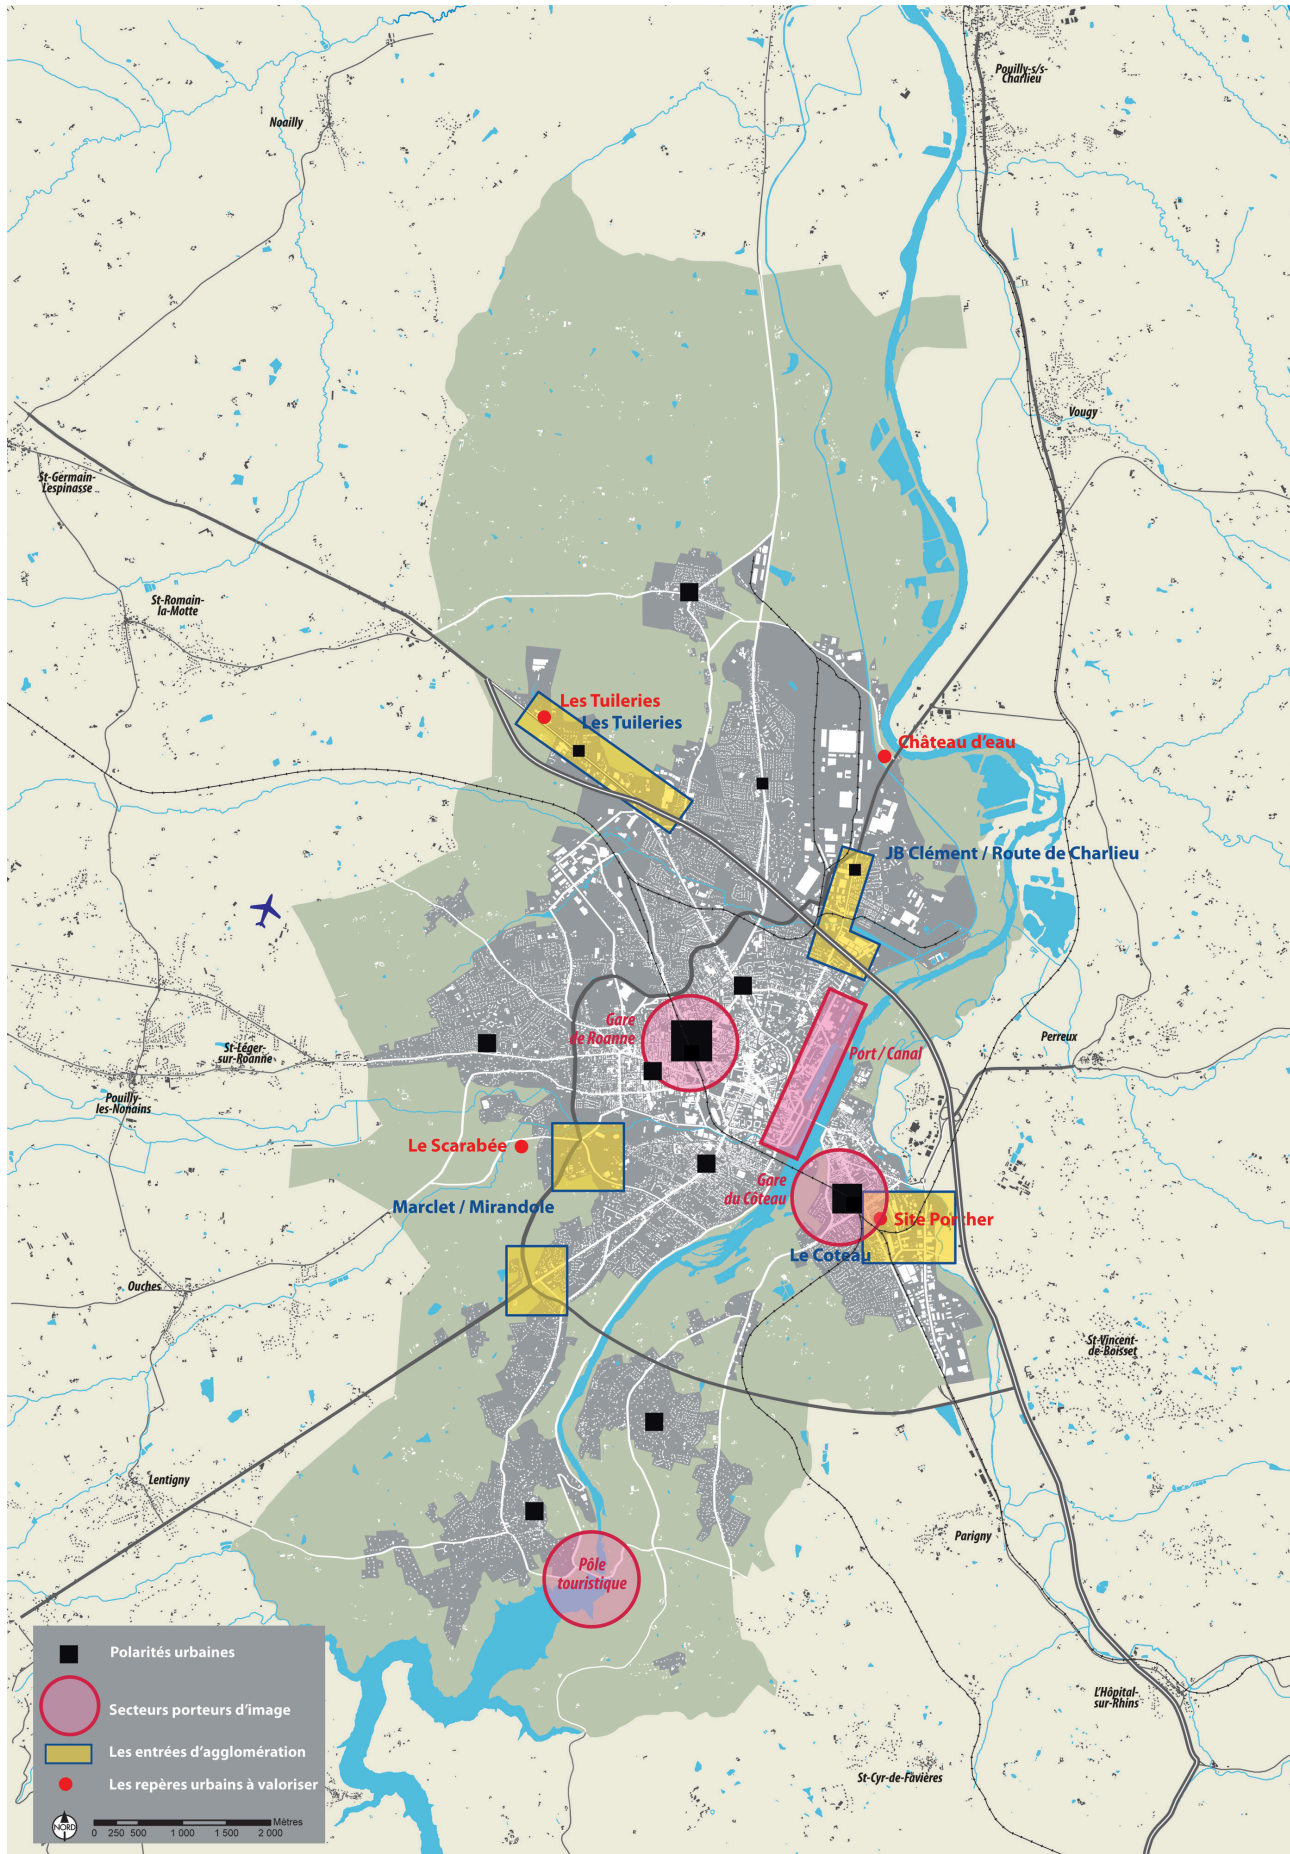 Pouilly-s/s-
Charlieu
Noailly
Vougy
St-Germain-
Lespinasse
St-Romain-
la-Motte
Les Tuileries
Les Tuileries
Château d'eau
JB Clément / Route de Charlieu
Gare
de Roanne
Port / Canal
Perreux
St-Léger-
sur-Roanne
Pouilly-
les-Nonains
Le Scarabée
Gare
du Côteau
Marclet / Mirandole
Site Porcher
Le Coteau
Ouches
St-Vincent-
de-Boisset
Lentigny
Parigny
Pôle
touristique
L'Hôpital-
sur-Rhins
St-Cyr-de-Favières
Polarités urbaines
Secteurs porteurs d'image
Les entrées d'agglomération
Les repères urbains à valoriser
NORD
Mètres
0 250 500 1 000 1 500 2 000